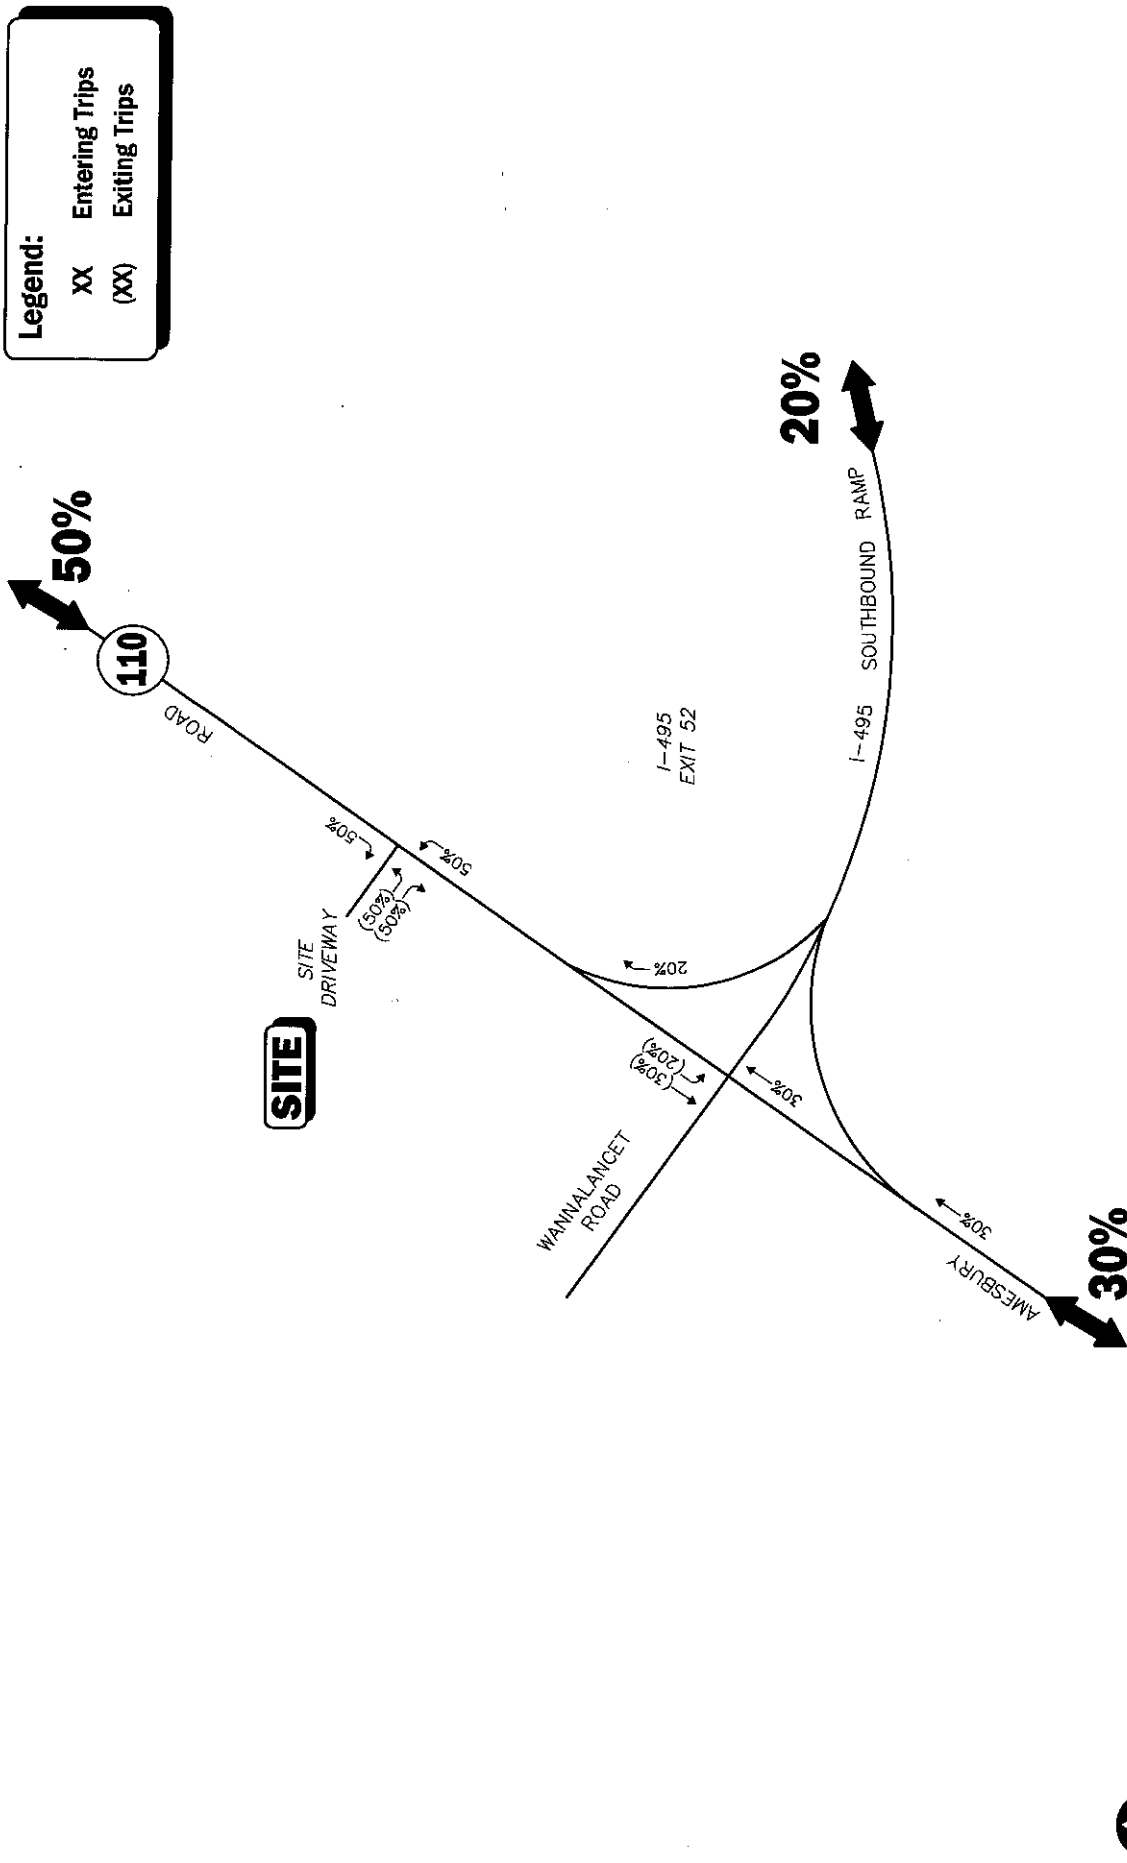 Legend:
XX Entering Trips
(XX) Exiting Trips
50%
110
ROAD
50%
50%
(50%)
(50%)
SITE
DRIVEWAY
SITE
I-495
EXIT 52
20%
I-495 SOUTHBOUND RAMP
20%
(20%)
(30%)
30%
WANNALANCET
ROAD
30%
AMESBURY
30%